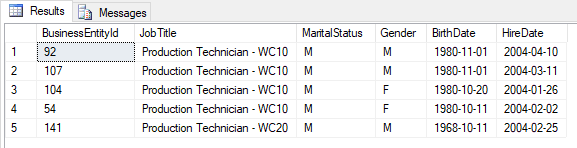 Results Messages
BusinessEntityId JobTitle MaritalStatus Gender BirthDate HireDate
1 92 Production Technician - WC10 M M 1980-11-01 2004-04-10
2 107 Production Technician - WC10 M M 1980-11-01 2004-03-11
3 104 Production Technician - WC10 M F 1980-10-20 2004-01-26
4 54 Production Technician - WC10 M F 1980-10-11 2004-02-02
5 141 Production Technician - WC20 M M 1968-10-11 2004-02-25